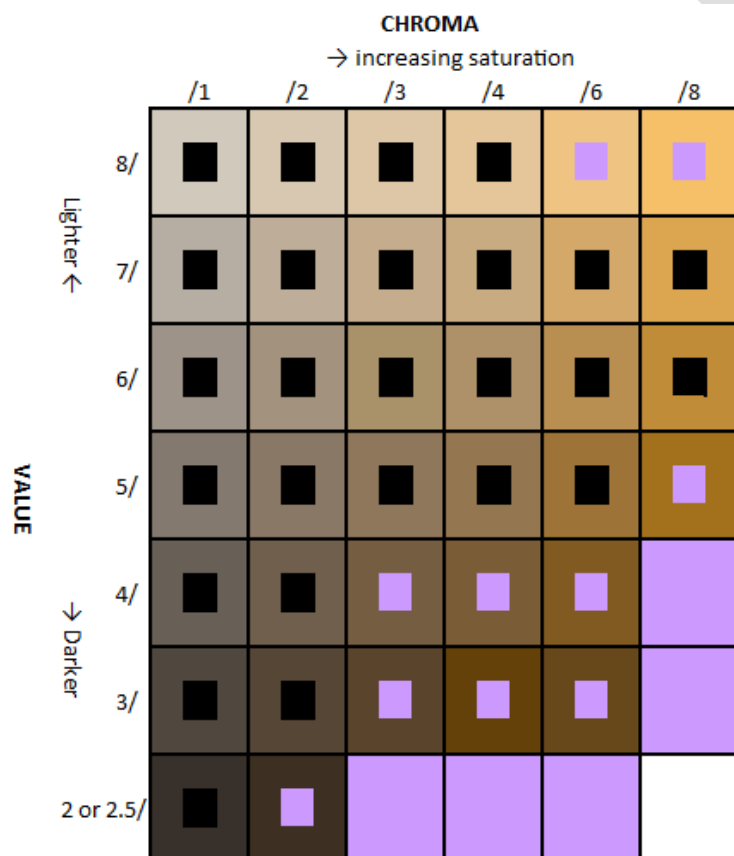 CHROMA
→ increasing saturation
/1 /2 /3 /4 /6 /8
8/
Lighter ←
7/
6/
VALUE
5/
4/
→ Darker
3/
2 or 2.5/